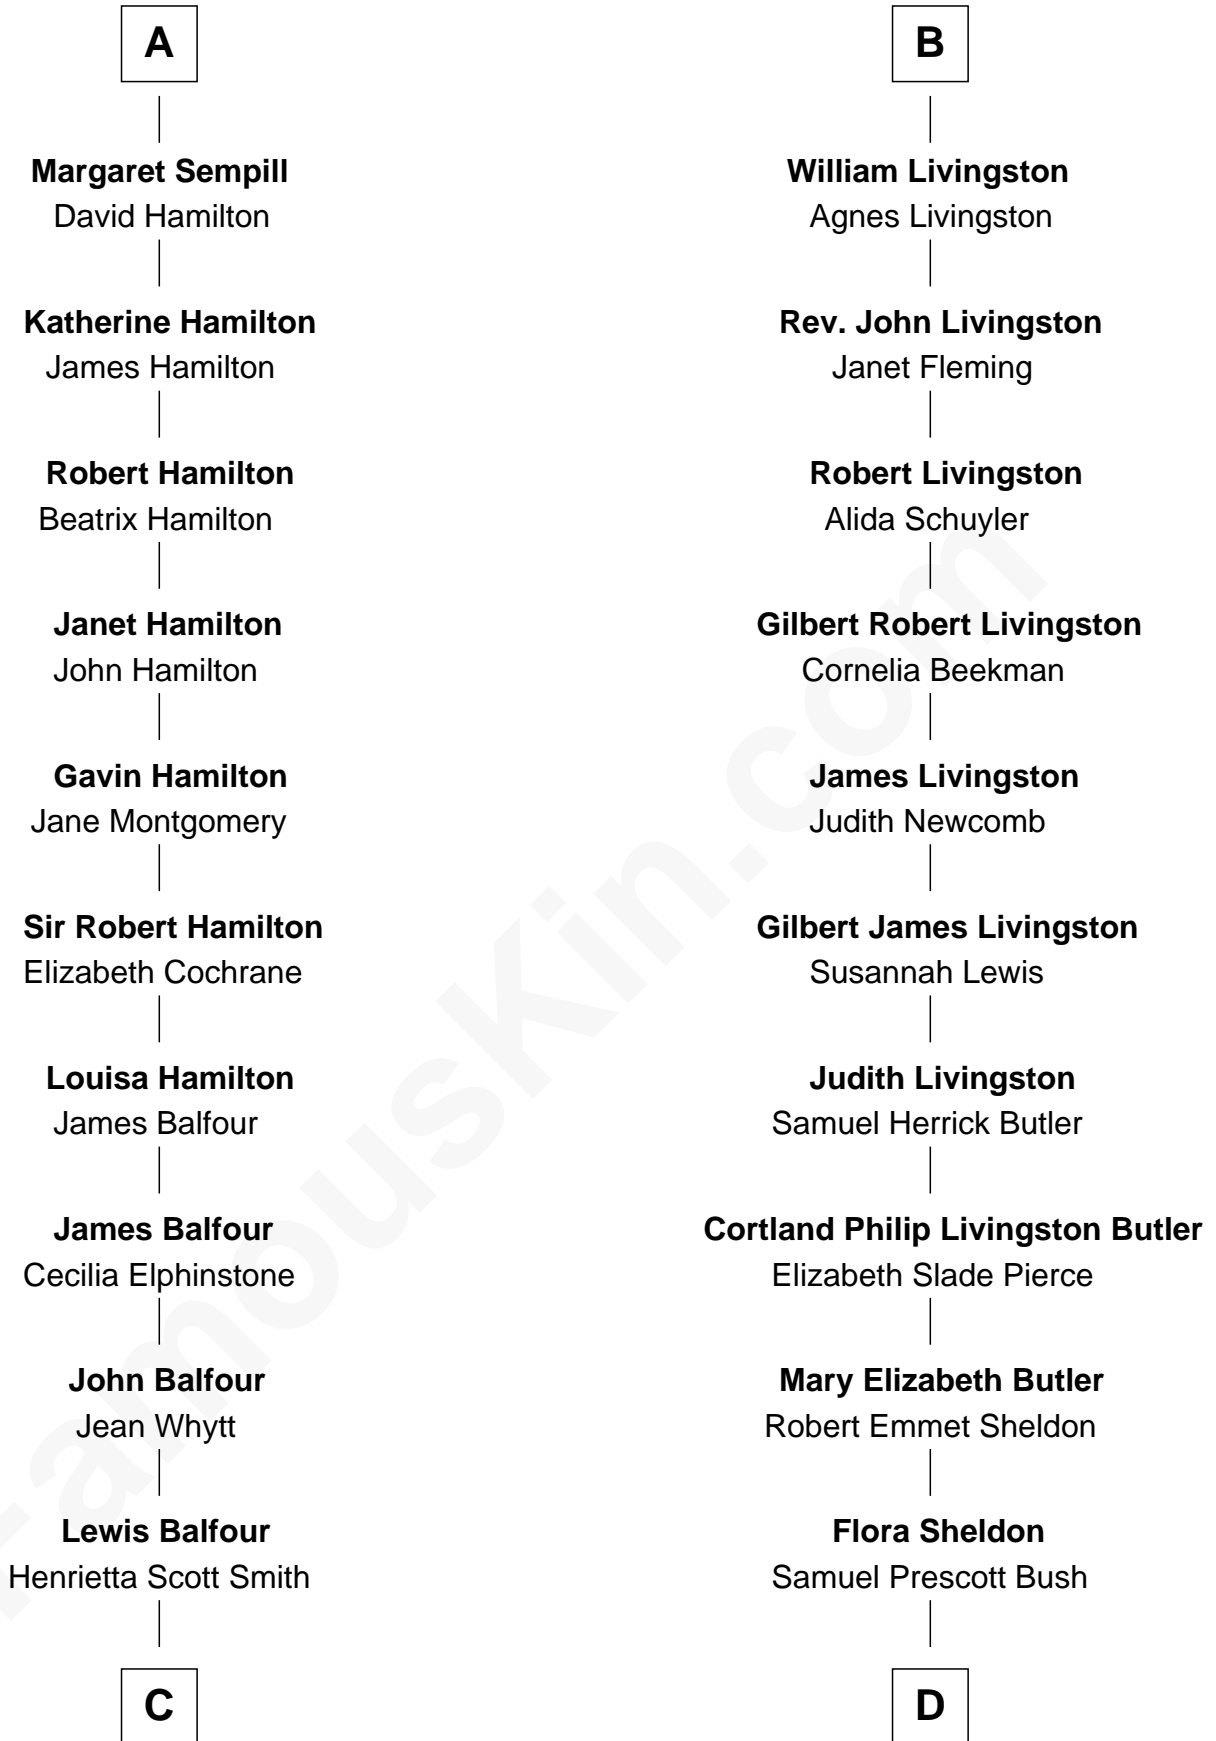 A
Margaret Sempill
David Hamilton
Katherine Hamilton
James Hamilton
Robert Hamilton
Beatrix Hamilton
Janet Hamilton
John Hamilton
Gavin Hamilton
Jane Montgomery
Sir Robert Hamilton
Elizabeth Cochrane
Louisa Hamilton
James Balfour
James Balfour
Cecilia Elphinstone
John Balfour
Jean Whytt
Lewis Balfour
Henrietta Scott Smith
C
B
William Livingston
Agnes Livingston
Rev. John Livingston
Janet Fleming
Robert Livingston
Alida Schuyler
Gilbert Robert Livingston
Cornelia Beekman
James Livingston
Judith Newcomb
Gilbert James Livingston
Susannah Lewis
Judith Livingston
Samuel Herrick Butler
Cortland Philip Livingston Butler
Elizabeth Slade Pierce
Mary Elizabeth Butler
Robert Emmet Sheldon
Flora Sheldon
Samuel Prescott Bush
D
FamousKin.com